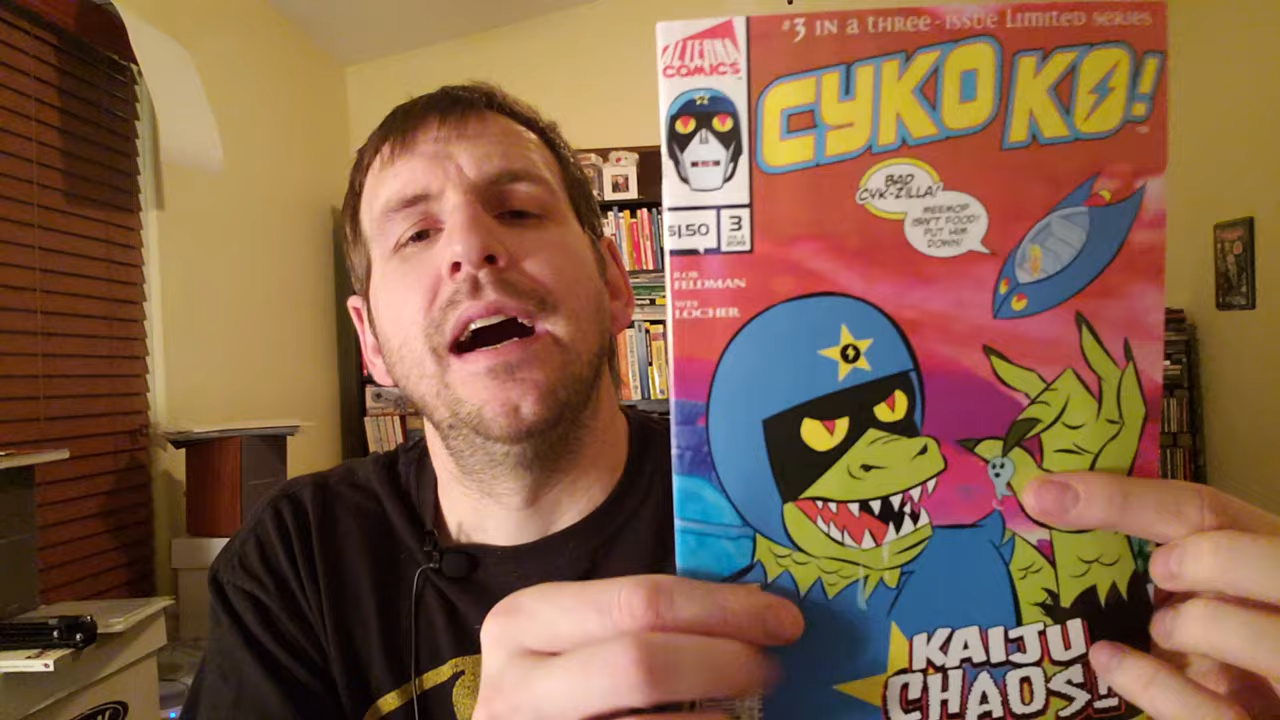 #3 IN A THREE-ISSUE LIMITED SERIES
ALTERNA
COMICS
CYKO KO!
BAD
CYK-ZILLA!
MEEMOP
ISN'T FOOD!
PUT HIM
DOWN!
$1.50
3
ROB
FELDMAN
WES
LOCHER
KAIJU
CHAOS!